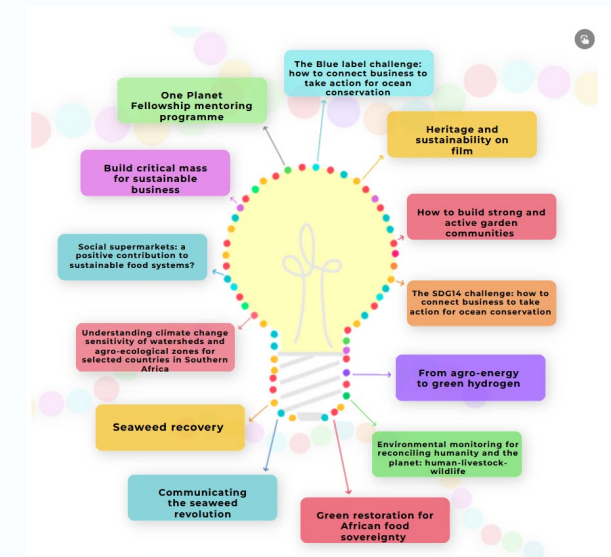 The Blue label challenge:
how to connect business to
take action for ocean
conservation
One Planet
Fellowship mentoring
programme
Heritage and
sustainability on
film
Build critical mass
for sustainable
business
How to build strong and
active garden
communities
Social supermarkets: a
positive contribution to
sustainable food systems?
The SDG14 challenge: how to
connect business to take
action for ocean conservation
Understanding climate change
sensitivity of watersheds and
agro-ecological zones for
selected countries in Southern
Africa
From agro-energy
to green hydrogen
Seaweed recovery
Environmental monitoring for
reconciling humanity and the
planet: human-livestock-
wildlife
Communicating
the seaweed
revolution
Green restoration for
African food
sovereignty